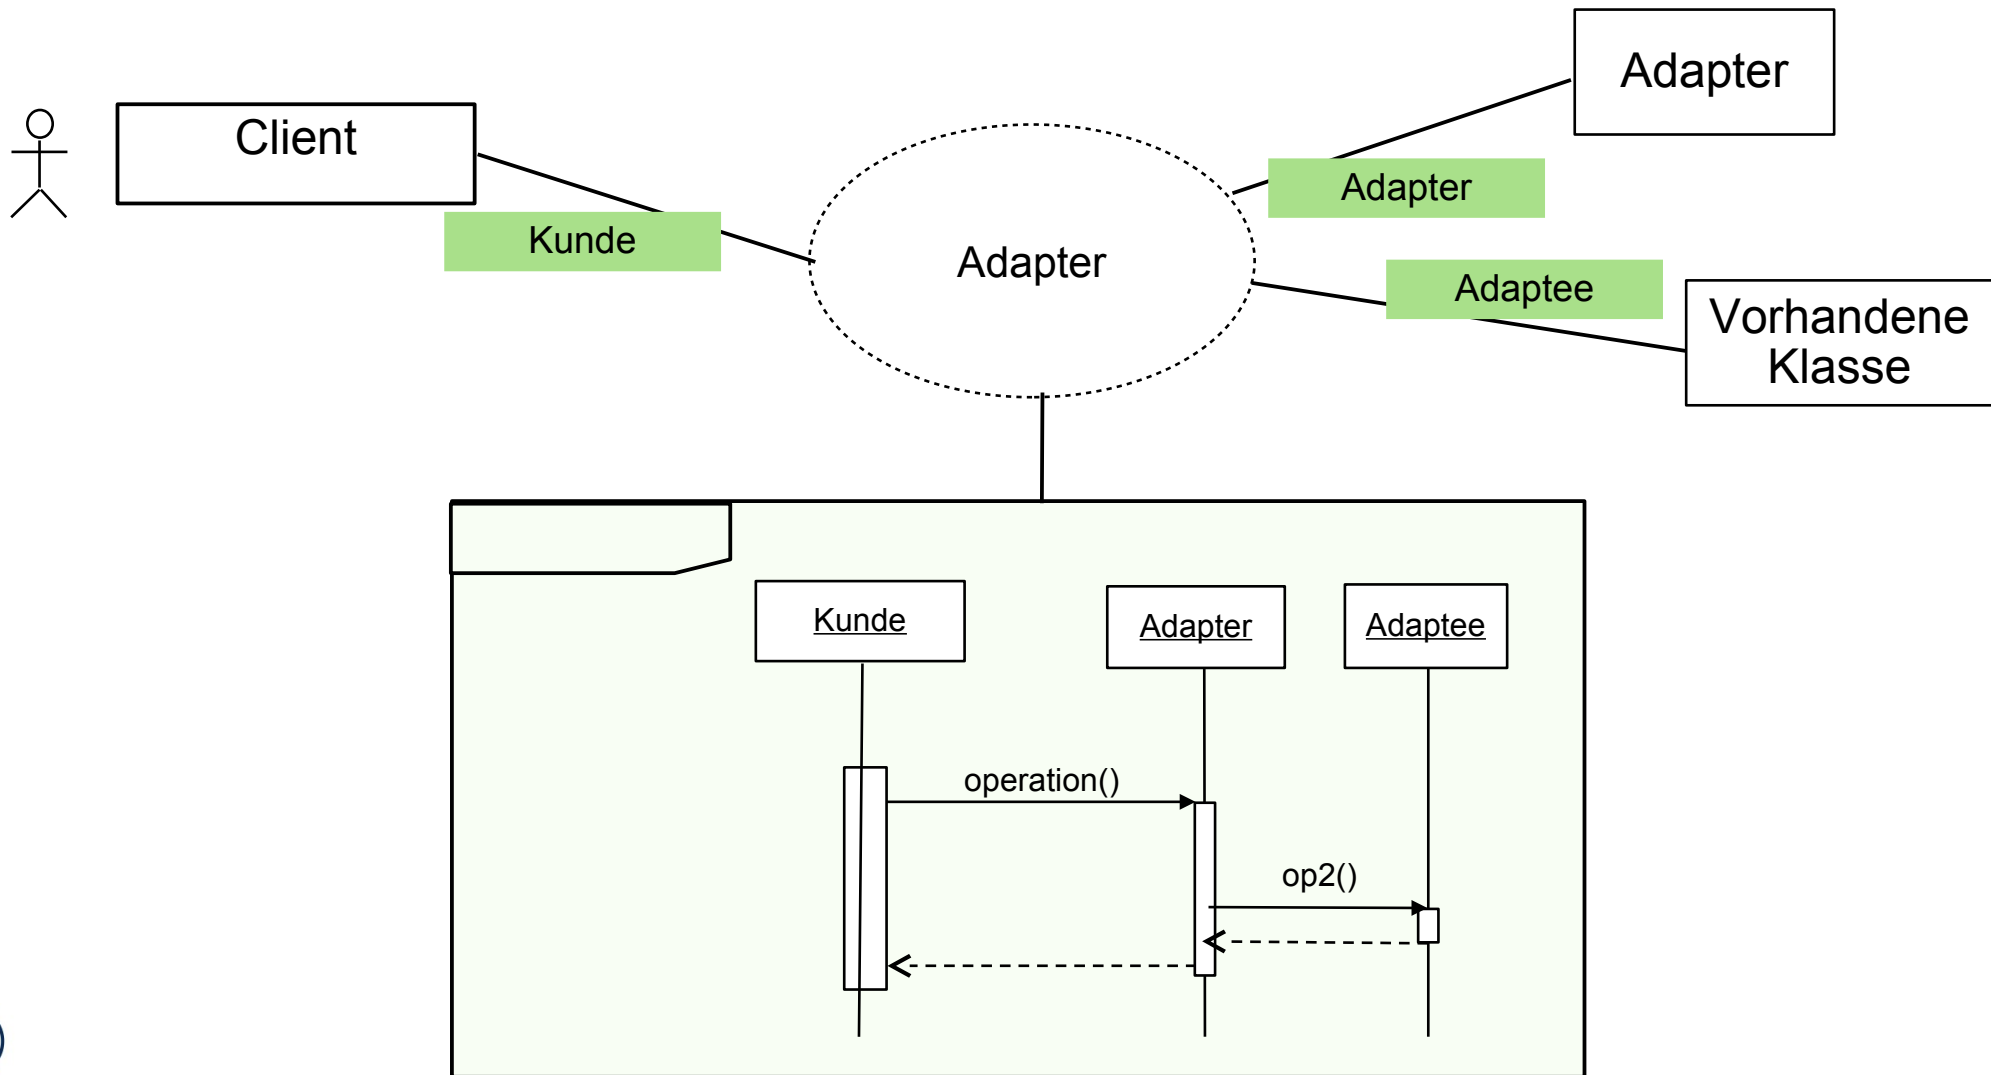 Adapter
Client
Adapter
Kunde
Adapter
Adaptee
Vorhandene
Klasse
Kunde
Adapter
Adaptee
operation()
op2()